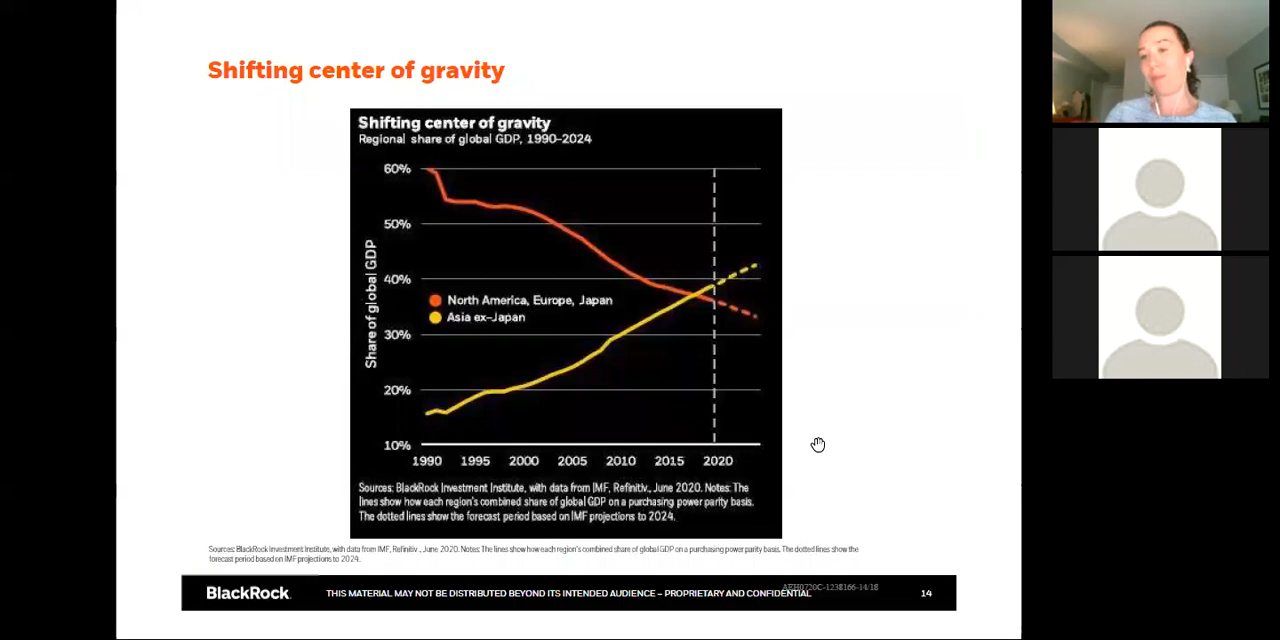 Shifting center of gravity
Shifting center of gravity
Regional share of global GDP, 1990–2024
60%
50%
40%
30%
20%
10%
Share of global GDP
North America, Europe, Japan
Asia ex–Japan
1990 1995 2000 2005 2010 2015 2020
Sources: BlackRock Investment Institute, with data from IMF, Refinitiv., June 2020. Notes: The
lines show how each region's combined share of global GDP on a purchasing power parity basis.
The dotted lines show the forecast period based on IMF projections to 2024.
Sources: BlackRock Investment Institute, with data from IMF, Refinitiv ., June 2020. Notes: The lines show how each region's combined share of global GDP on a purchasing power parity basis. The dotted lines show the
forecast period based on IMF projections to 2024.
AEH0720C-1238166-14/18
BlackRock. THIS MATERIAL MAY NOT BE DISTRIBUTED BEYOND ITS INTENDED AUDIENCE – PROPRIETARY AND CONFIDENTIAL 14